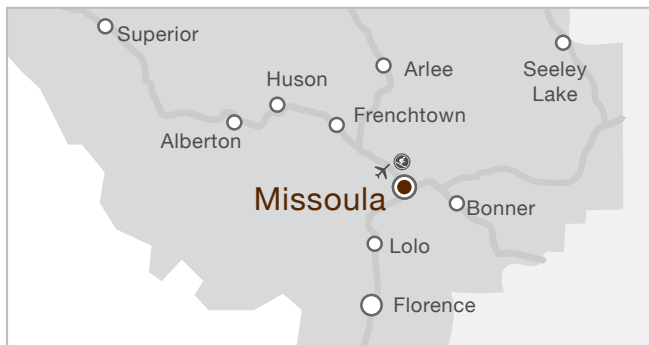 Superior
Arlee
Seeley
Lake
Huson
Frenchtown
Alberton
Missoula
Bonner
Lolo
Florence